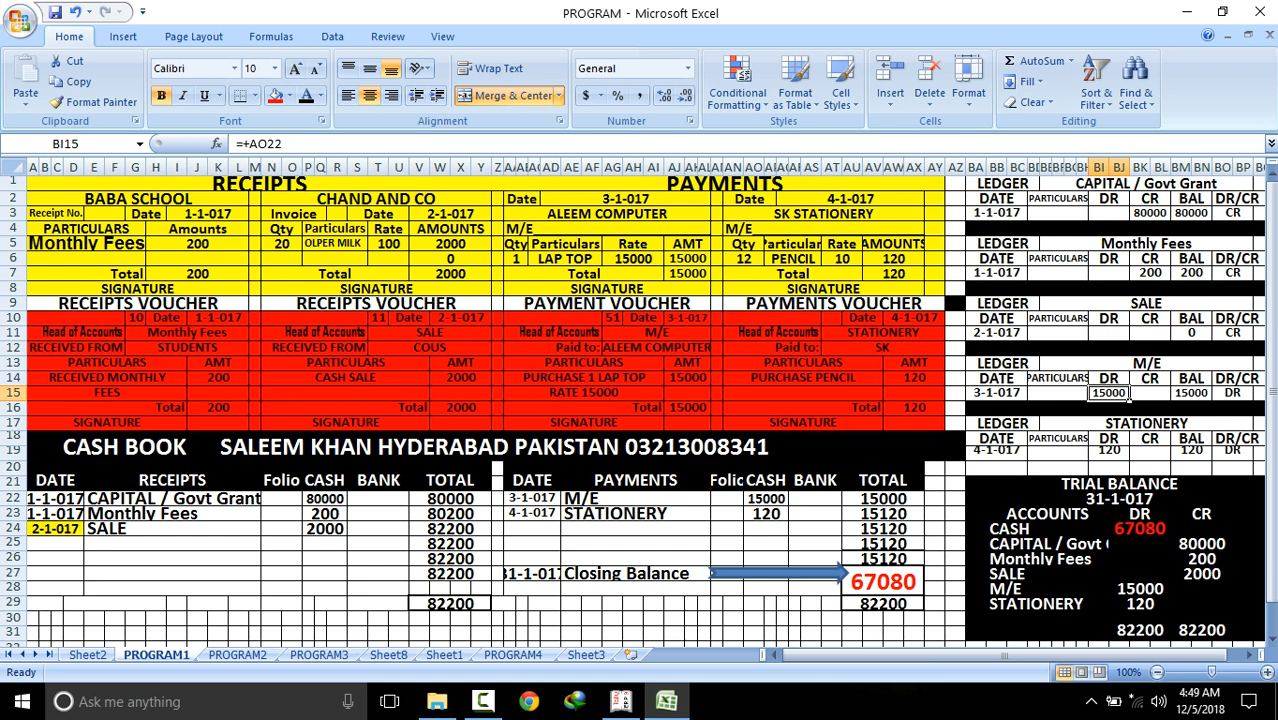 PROGRAM - Microsoft Excel
Home Insert Page Layout Formulas Data Review View
Paste Cut Copy Format Painter Clipboard
Calibri 10 B I U Font
Wrap Text Merge & Center Alignment
General $ % , Number
Conditional Formatting Format as Table Cell Styles Styles
Insert Delete Format Cells
AutoSum Fill Clear Sort & Filter Find & Select Editing
BI15 fx =+AO22
RECEIPTS PAYMENTS LEDGER CAPITAL / Govt Grant
BABA SCHOOL CHAND AND CO Date 3-1-017 Date 4-1-017 DATE PARTICULARS DR CR BAL DR/CR
Receipt No. Date 1-1-017 Invoice Date 2-1-017 ALEEM COMPUTER SK STATIONERY 1-1-017 80000 80000 CR
PARTICULARS Amounts Qty Particulars Rate AMOUNTS M/E M/E
Monthly Fees 200 20 OLPER MILK 100 2000 Qty Particulars Rate AMT Qty Particular Rate AMOUNTS LEDGER Monthly Fees
0 1 LAP TOP 15000 15000 12 PENCIL 10 120 DATE PARTICULARS DR CR BAL DR/CR
Total 200 Total 2000 Total 15000 Total 120 1-1-017 200 200 CR
SIGNATURE SIGNATURE SIGNATURE SIGNATURE
RECEIPTS VOUCHER RECEIPTS VOUCHER PAYMENT VOUCHER PAYMENTS VOUCHER LEDGER SALE
10 Date 1-1-017 11 Date 2-1-017 51 Date 3-1-017 Date 4-1-017 DATE PARTICULARS DR CR BAL DR/CR
Head of Accounts Monthly Fees Head of Accounts SALE Head of Accounts M/E Head of Accounts STATIONERY 2-1-017 0 CR
RECEIVED FROM STUDENTS RECEIVED FROM COUS Paid to: ALEEM COMPUTER Paid to: SK
PARTICULARS AMT PARTICULARS AMT PARTICULARS AMT PARTICULARS AMT LEDGER M/E
RECEIVED MONTHLY 200 CASH SALE 2000 PURCHASE 1 LAP TOP 15000 PURCHASE PENCIL 120 DATE PARTICULARS DR CR BAL DR/CR
FEES RATE 15000 3-1-017 15000 15000 DR
Total 200 Total 2000 Total 15000 Total 120
SIGNATURE SIGNATURE SIGNATURE SIGNATURE LEDGER STATIONERY
CASH BOOK SALEEM KHAN HYDERABAD PAKISTAN 03213008341 DATE PARTICULARS DR CR BAL DR/CR
4-1-017 120 120 DR
DATE RECEIPTS Folio CASH BANK TOTAL DATE PAYMENTS Folic CASH BANK TOTAL TRIAL BALANCE
1-1-017 CAPITAL / Govt Grant 80000 80000 3-1-017 M/E 15000 15000 31-1-017
1-1-017 Monthly Fees 200 80200 4-1-017 STATIONERY 120 15120 ACCOUNTS DR CR
2-1-017 SALE 2000 82200 15120 CASH 67080
82200 15120 CAPITAL / Govt 80000
82200 15120 Monthly Fees 200
82200 31-1-017 Closing Balance 67080 SALE 2000
M/E 15000
82200 82200 STATIONERY 120
82200 82200
Sheet2 PROGRAM1 PROGRAM2 PROGRAM3 Sheet8 Sheet1 PROGRAM4 Sheet3
Ready 100%
Ask me anything 4:49 AM
12/5/2018